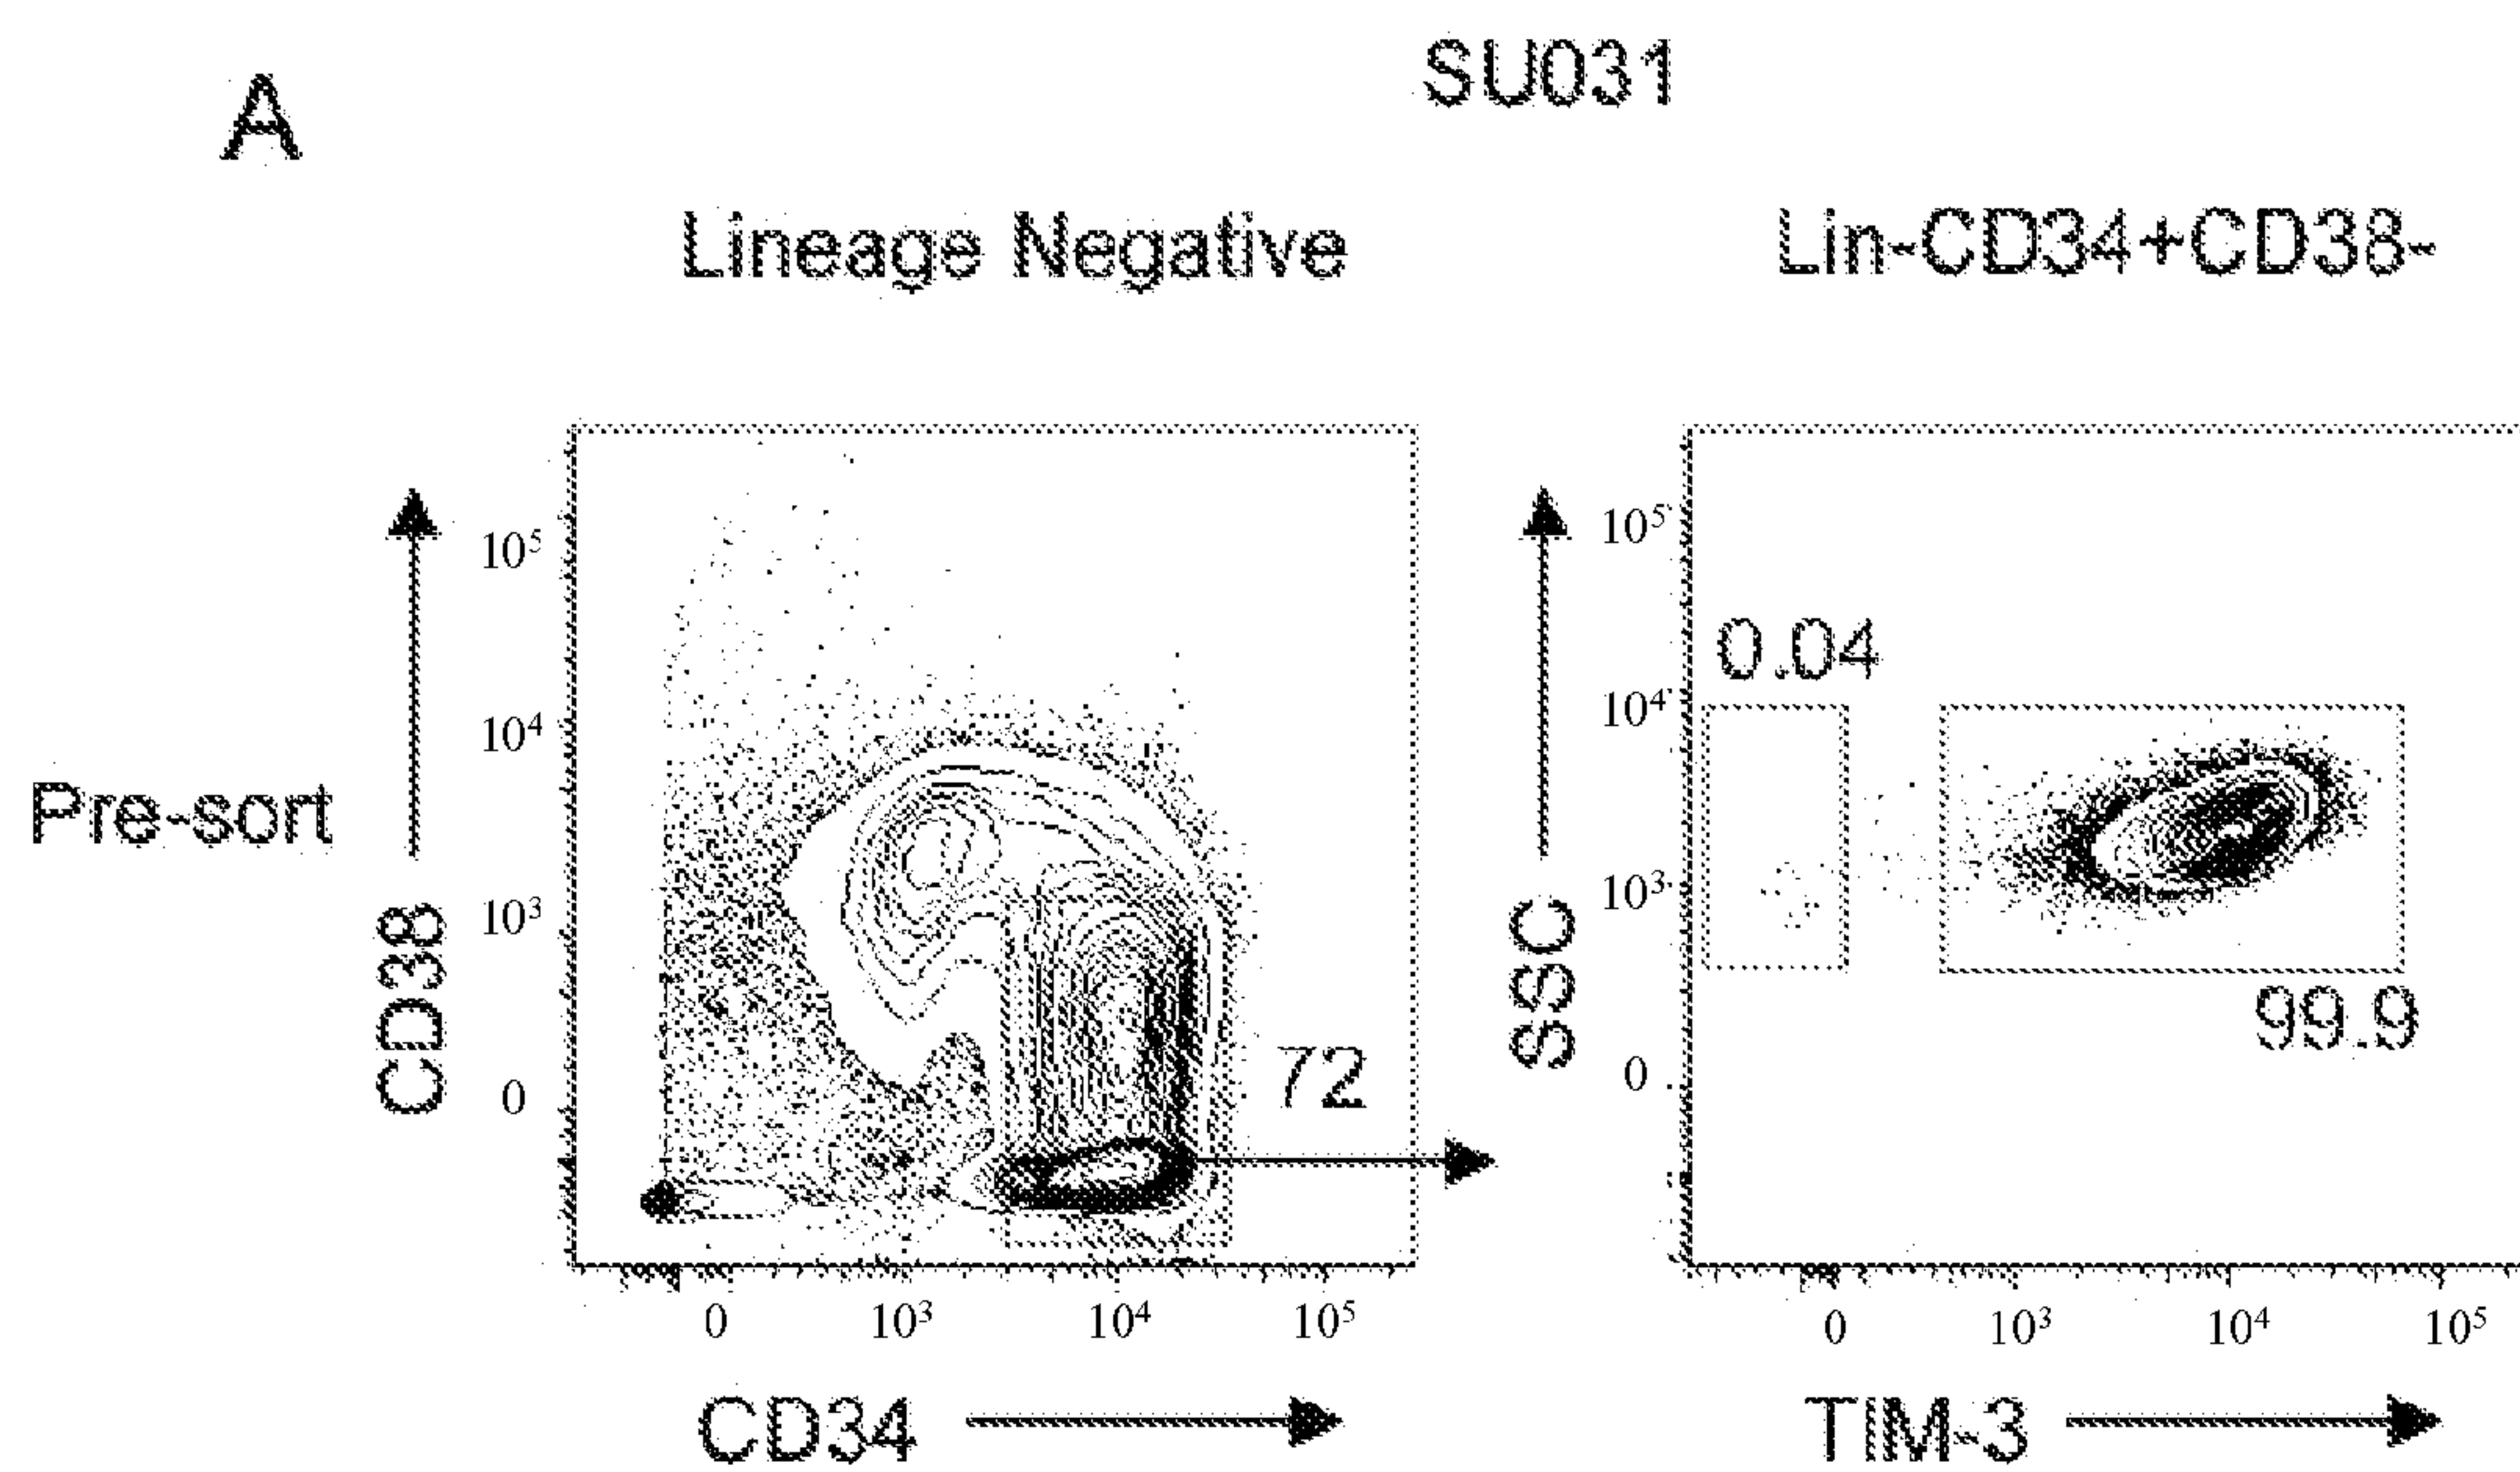 A
SU031
Lineage Negative
Lin-CD34+CD38-
Pre-sort
CD38
10⁵
10⁴
10³
0
72
0
10³
10⁴
10⁵
CD34
SSC
10⁵
10⁴
10³
0
0.04
99.9
0
10³
10⁴
10⁵
TIM-3